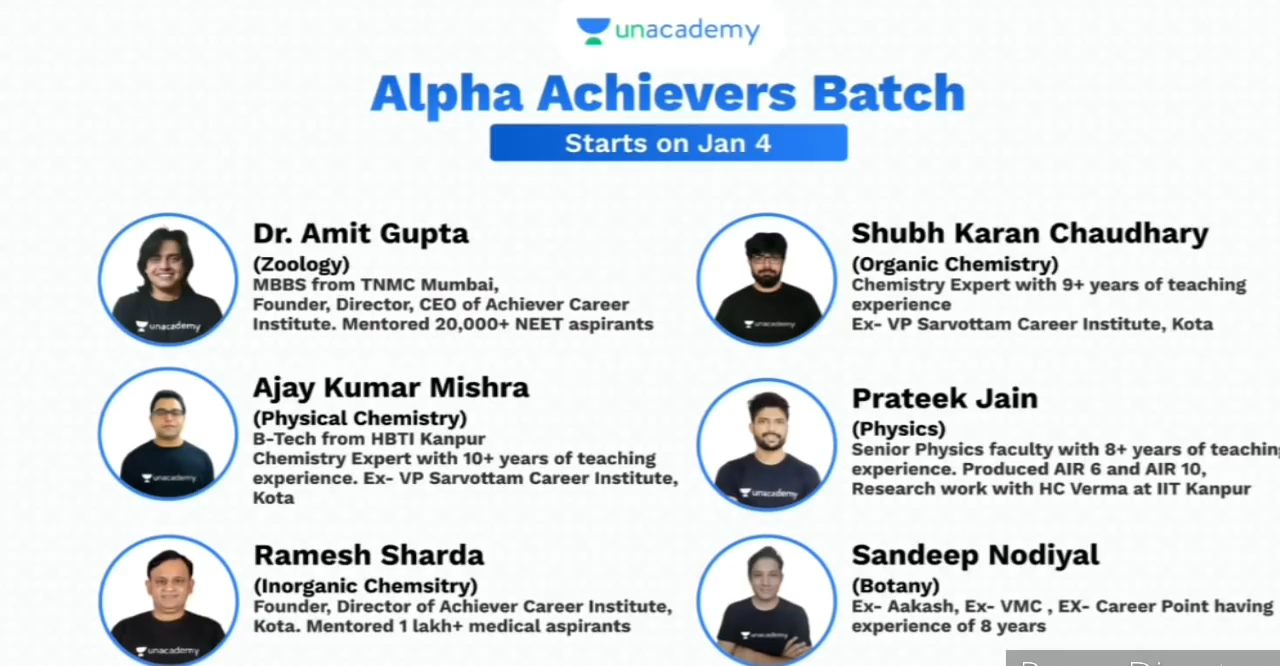 unacademy
Alpha Achievers Batch
Starts on Jan 4
Dr. Amit Gupta
(Zoology)
MBBS from TNMC Mumbai,
Founder, Director, CEO of Achiever Career
Institute. Mentored 20,000+ NEET aspirants
unacademy
Shubh Karan Chaudhary
(Organic Chemistry)
Chemistry Expert with 9+ years of teaching
experience
Ex- VP Sarvottam Career Institute, Kota
unacademy
Ajay Kumar Mishra
(Physical Chemistry)
B-Tech from HBTI Kanpur
Chemistry Expert with 10+ years of teaching
experience. Ex- VP Sarvottam Career Institute,
Kota
unacademy
Prateek Jain
(Physics)
Senior Physics faculty with 8+ years of teaching
experience. Produced AIR 6 and AIR 10,
Research work with HC Verma at IIT Kanpur
unacademy
Ramesh Sharda
(Inorganic Chemsitry)
Founder, Director of Achiever Career Institute,
Kota. Mentored 1 lakh+ medical aspirants
unacademy
Sandeep Nodiyal
(Botany)
Ex- Aakash, Ex- VMC , EX- Career Point having
experience of 8 years
unacademy